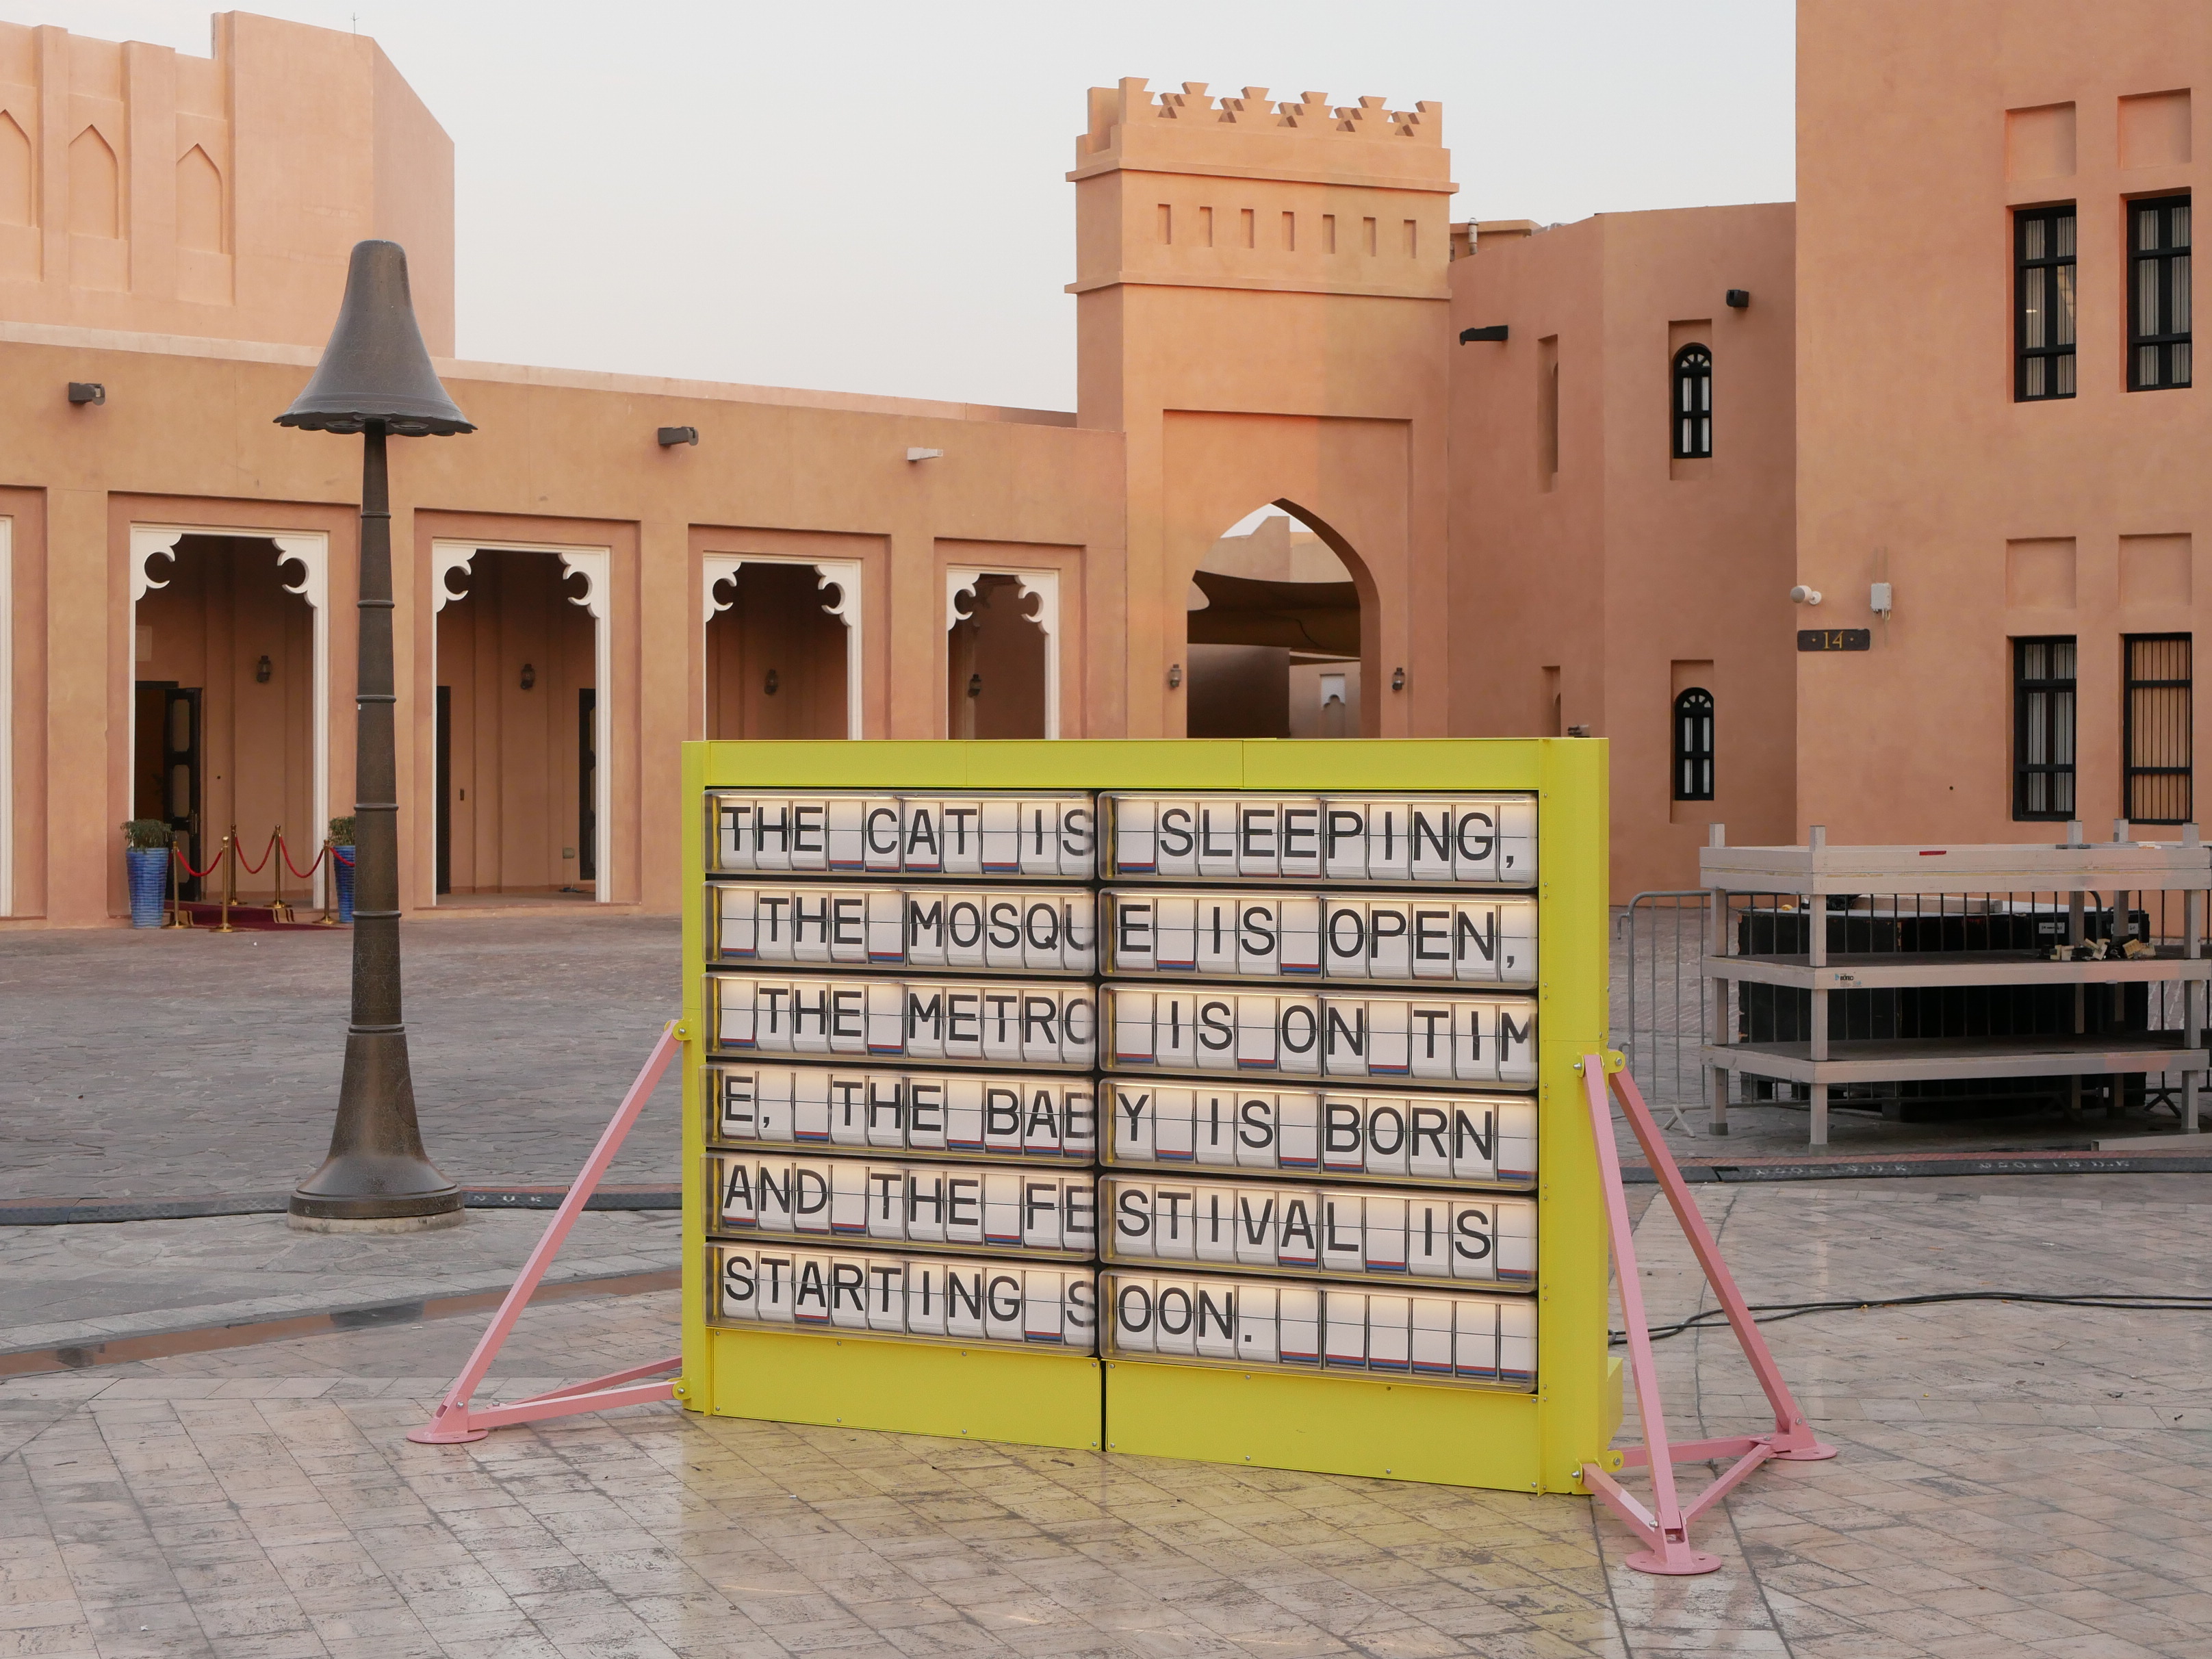 THE CAT IS SLEEPING,
THE MOSQUE IS OPEN,
THE METRO IS ON TIM
E, THE BABY IS BORN
AND THE FESTIVAL IS
STARTING SOON.
14